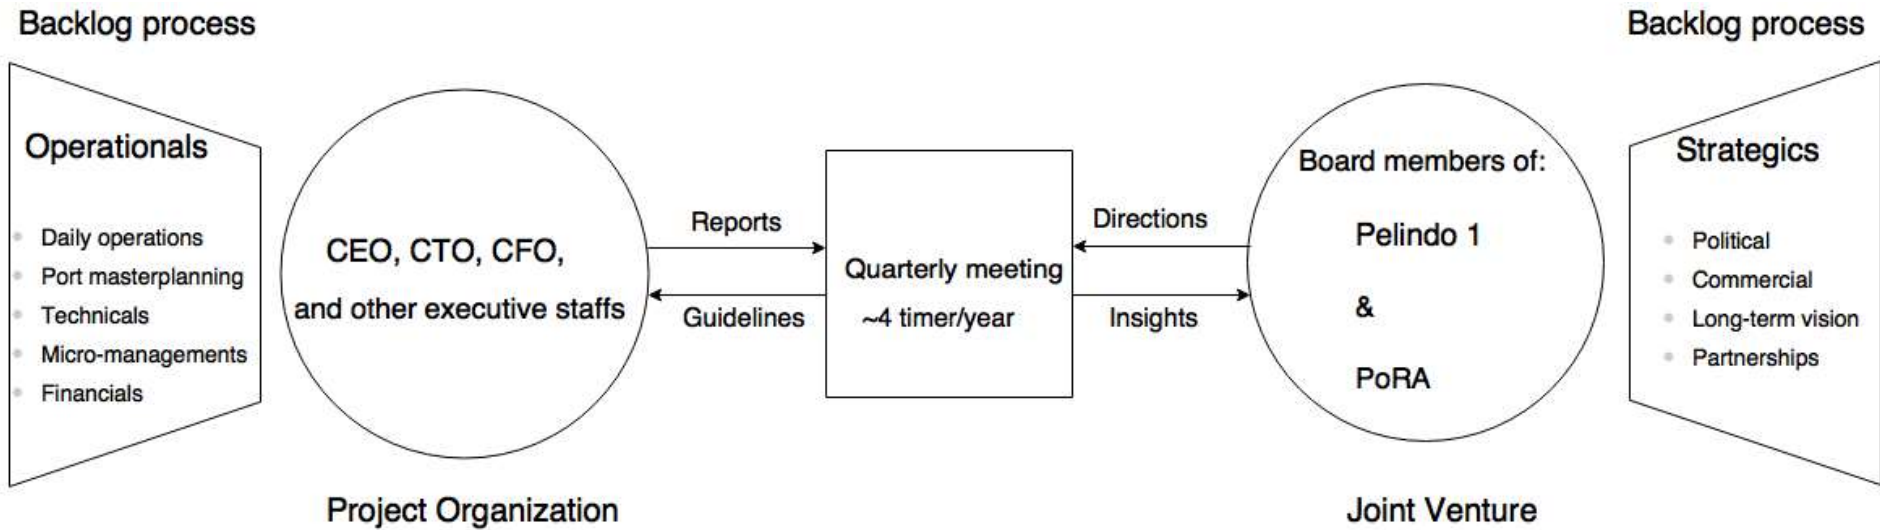 Backlog process
Operationals
Daily operations
Port masterplanning
Technicals
Micro-managements
Financials
CEO, CTO, CFO,
and other executive staffs
Project Organization
Reports
Guidelines
Quarterly meeting
~4 timer/year
Directions
Insights
Board members of:
Pelindo 1
&
PoRA
Joint Venture
Backlog process
Strategics
Political
Commercial
Long-term vision
Partnerships